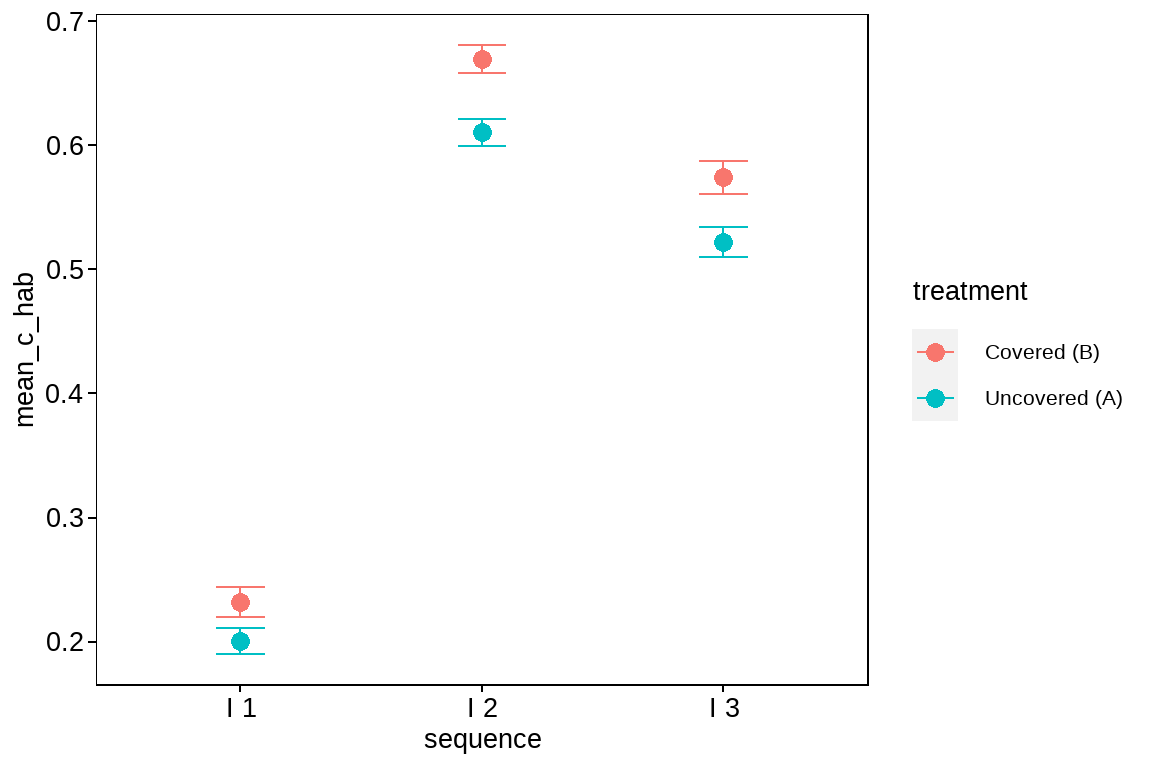 0.7
0.6
0.5
0.4
0.3
0.2
mean_c_hab
I 1
I 2
I 3
sequence
treatment
Covered (B)
Uncovered (A)